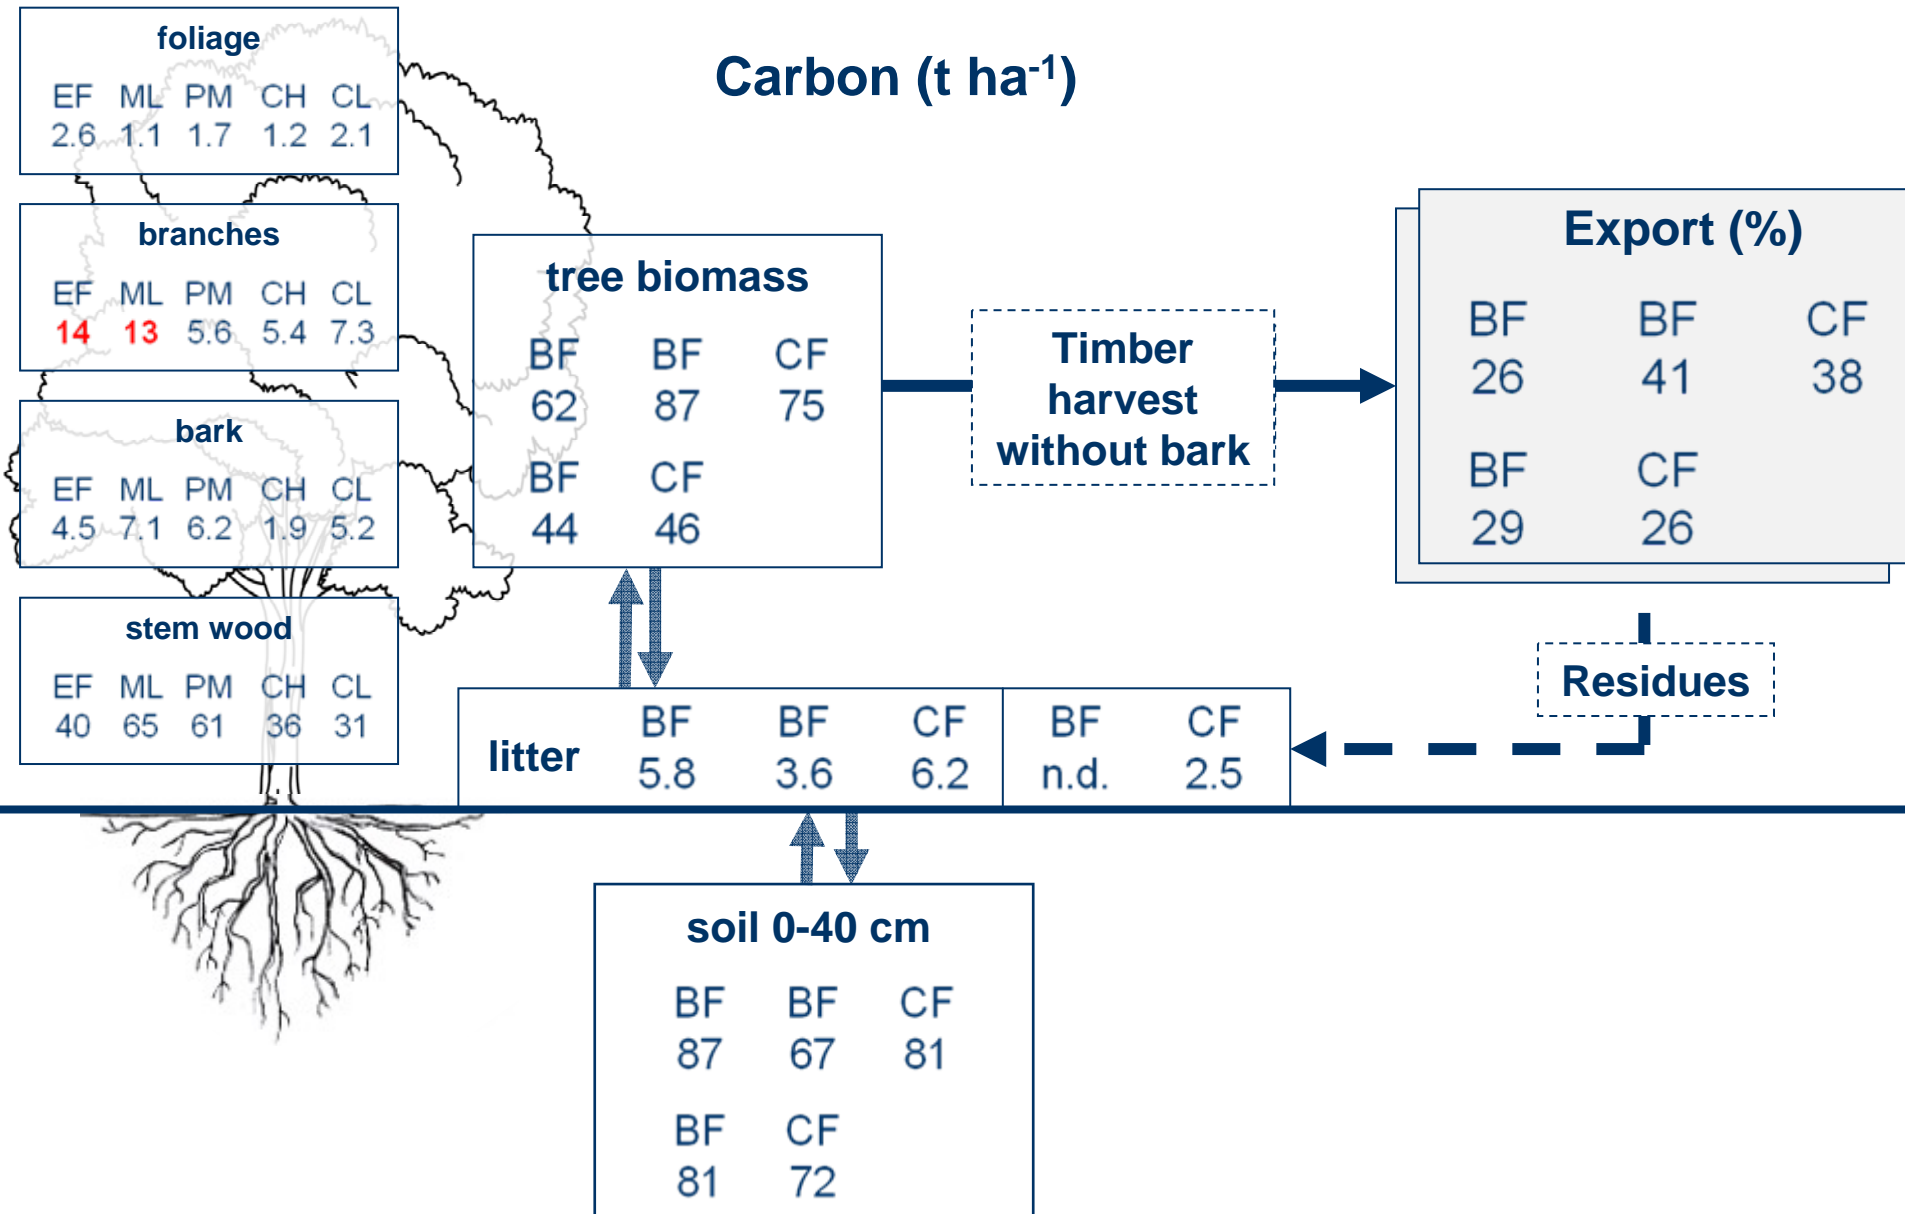 Carbon (t ha-1)
foliage
EF ML PM CH CL
2.6 1.1 1.7 1.2 2.1
branches
EF ML PM CH CL
14 13 5.6 5.4 7.3
bark
EF ML PM CH CL
4.5 7.1 6.2 1.9 5.2
stem wood
EF ML PM CH CL
40 65 61 36 31
tree biomass
BF BF CF
62 87 75
BF CF
44 46
Timber
harvest
without bark
Export (%)
BF BF CF
26 41 38
BF CF
29 26
Residues
litter
BF BF CF BF CF
5.8 3.6 6.2 n.d. 2.5
soil 0-40 cm
BF BF CF
87 67 81
BF CF
81 72